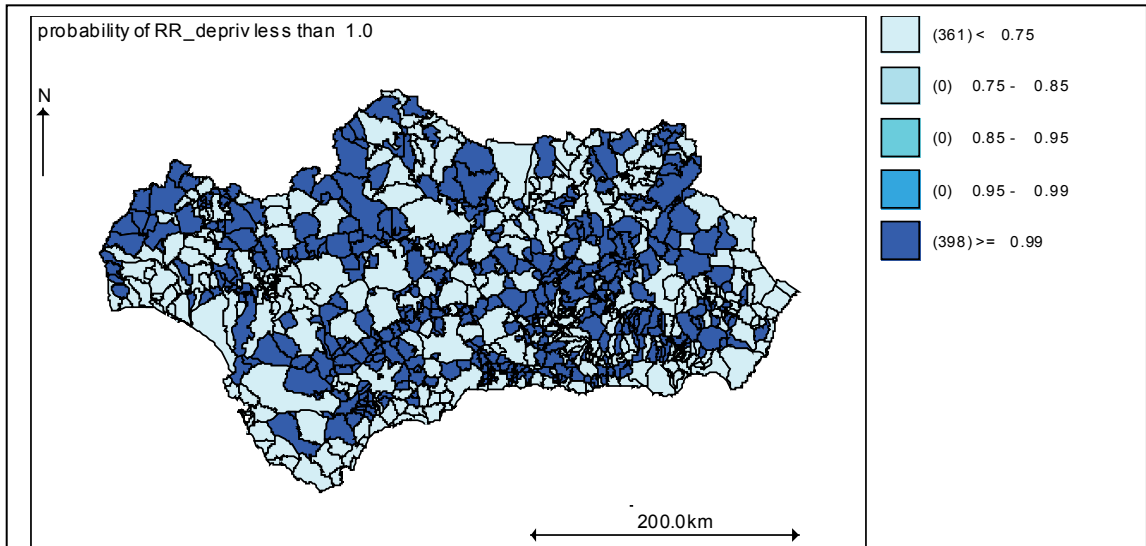 probability of RR_depriv less than 1.0
N
(361) < 0.75
(0) 0.75 - 0.85
(0) 0.85 - 0.95
(0) 0.95 - 0.99
(398) >= 0.99
200.0km